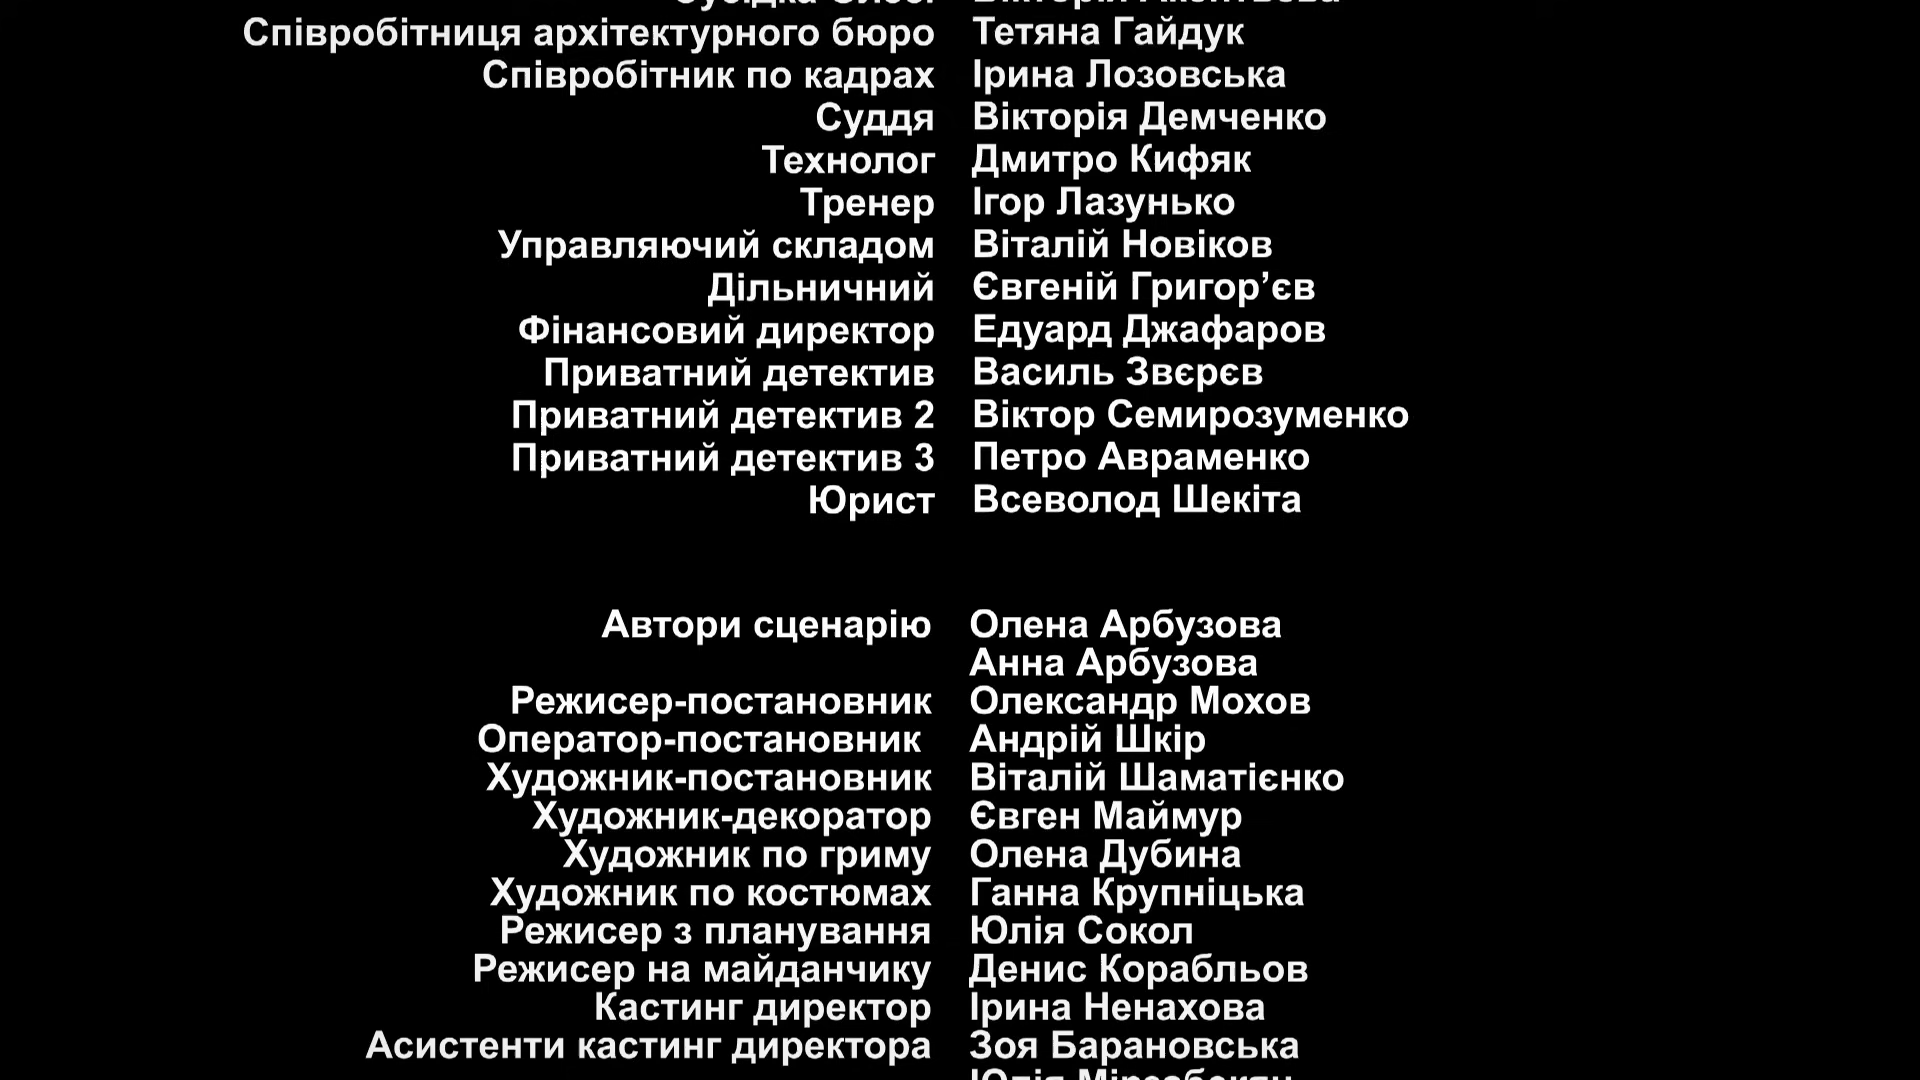 Співробітниця архітектурного бюро Тетяна Гайдук
Співробітник по кадрах Ірина Лозовська
Суддя Вікторія Демченко
Технолог Дмитро Кифяк
Тренер Ігор Лазунько
Управляючий складом Віталій Новіков
Дільничний Євгеній Григор’єв
Фінансовий директор Едуард Джафаров
Приватний детектив Василь Звєрєв
Приватний детектив 2 Віктор Семирозуменко
Приватний детектив 3 Петро Авраменко
Юрист Всеволод Шекіта
Автори сценарію Олена Арбузова
Анна Арбузова
Режисер-постановник Олександр Мохов
Оператор-постановник Андрій Шкір
Художник-постановник Віталій Шаматієнко
Художник-декоратор Євген Маймур
Художник по гриму Олена Дубина
Художник по костюмах Ганна Крупніцька
Режисер з планування Юлія Сокол
Режисер на майданчику Денис Корабльов
Кастинг директор Ірина Ненахова
Асистенти кастинг директора Зоя Барановська